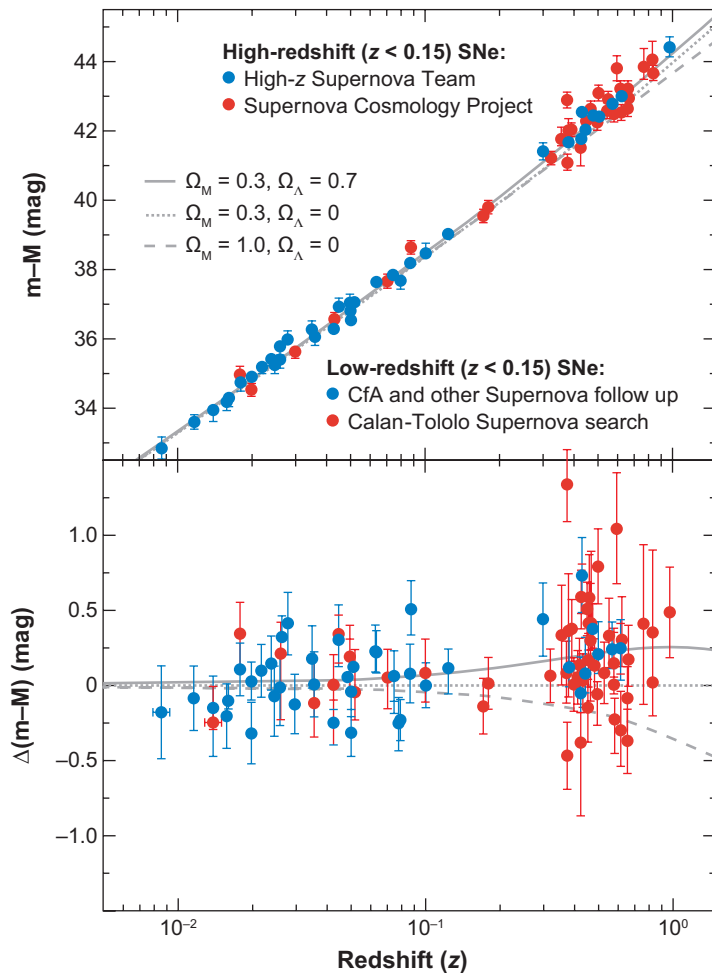 44
42
40
38
36
34
m–M (mag)
High-redshift (z < 0.15) SNe:
High-z Supernova Team
Supernova Cosmology Project
Ω_M = 0.3, Ω_Λ = 0.7
Ω_M = 0.3, Ω_Λ = 0
Ω_M = 1.0, Ω_Λ = 0
Low-redshift (z < 0.15) SNe:
CfA and other Supernova follow up
Calan-Tololo Supernova search
1.0
0.5
0
–0.5
–1.0
Δ(m–M) (mag)
10⁻² 10⁻¹ 10⁰
Redshift (z)